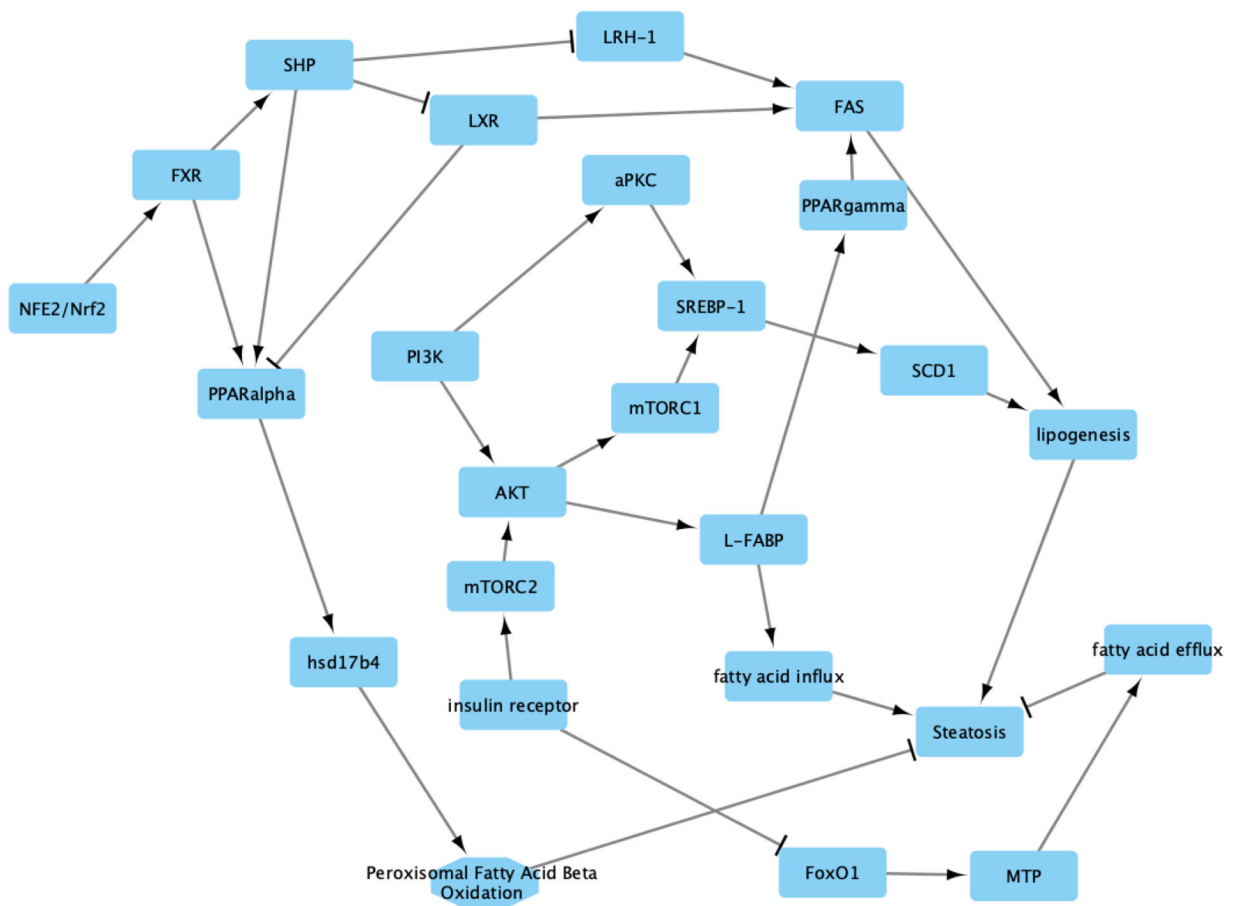 LRH-1
SHP
FAS
LXR
FXR
aPKC
PPARgamma
NFE2/Nrf2
SREBP-1
PI3K
SCD1
PPARalpha
mTORC1
lipogenesis
AKT
L-FABP
mTORC2
fatty acid efflux
hsd17b4
fatty acid influx
insulin receptor
Steatosis
Peroxisomal Fatty Acid Beta
Oxidation
FoxO1
MTP